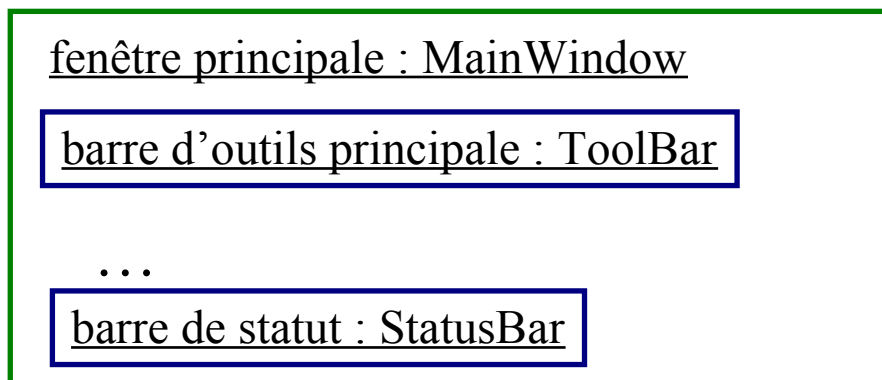 fenêtre principale : MainWindow
barre d’outils principale : ToolBar
…
barre de statut : StatusBar